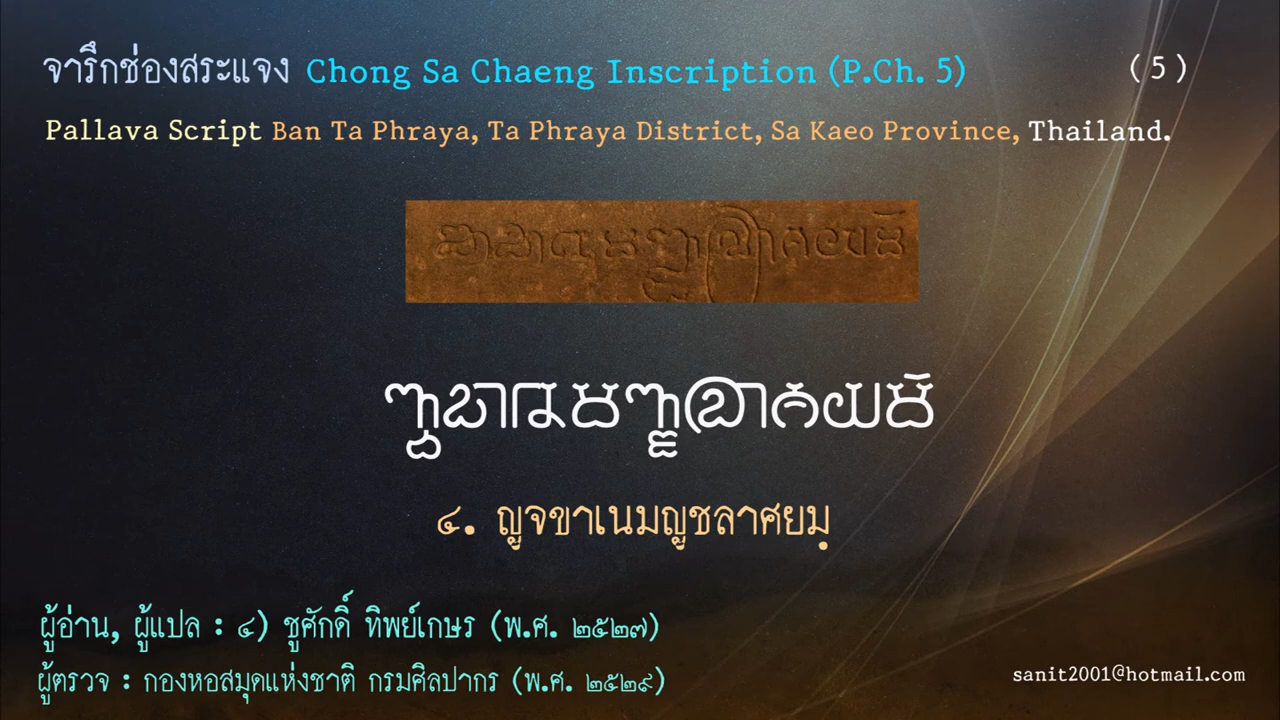 จารึกช่องสระแจง Chong Sa Chaeng Inscription (P.Ch. 5) (5)
Pallava Script Ban Ta Phraya, Ta Phraya District, Sa Kaeo Province, Thailand.
๔. ญฺจขาเนมญฺชลาศยมฺ
ผู้อ่าน, ผู้แปล : ๔) ชูศักดิ์ ทิพย์เกษร (พ.ศ. ๒๕๒๗)
ผู้ตรวจ : กองหอสมุดแห่งชาติ กรมศิลปากร (พ.ศ. ๒๕๒๙)
sanit2001@hotmail.com